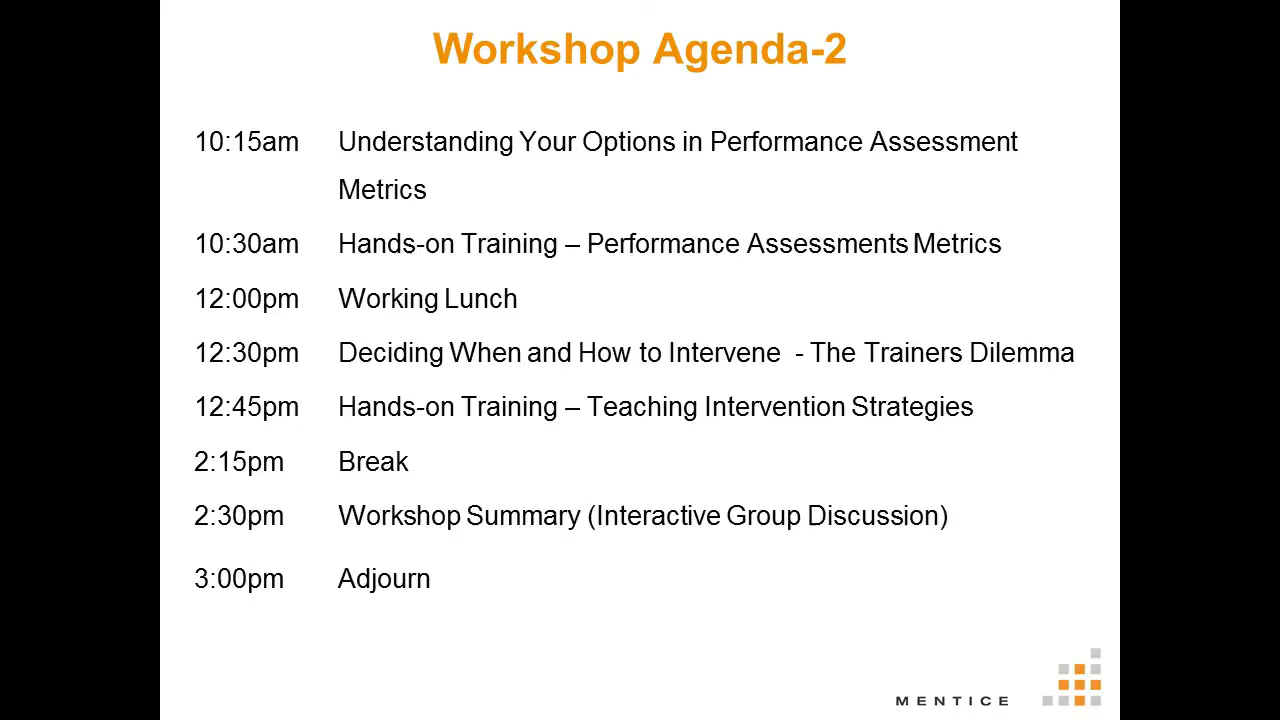 Workshop Agenda-2
10:15am Understanding Your Options in Performance Assessment
Metrics
10:30am Hands-on Training – Performance Assessments Metrics
12:00pm Working Lunch
12:30pm Deciding When and How to Intervene - The Trainers Dilemma
12:45pm Hands-on Training – Teaching Intervention Strategies
2:15pm Break
2:30pm Workshop Summary (Interactive Group Discussion)
3:00pm Adjourn
MENTICE